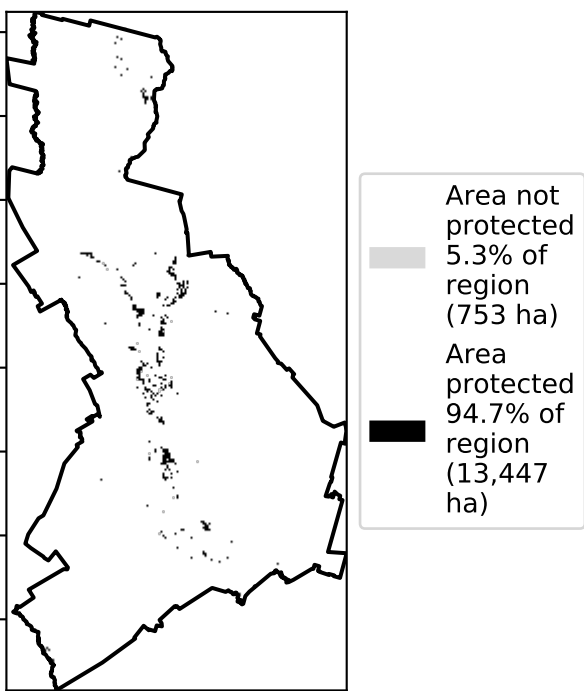 Area not
protected
5.3% of
region
(753 ha)
Area
protected
94.7% of
region
(13,447
ha)